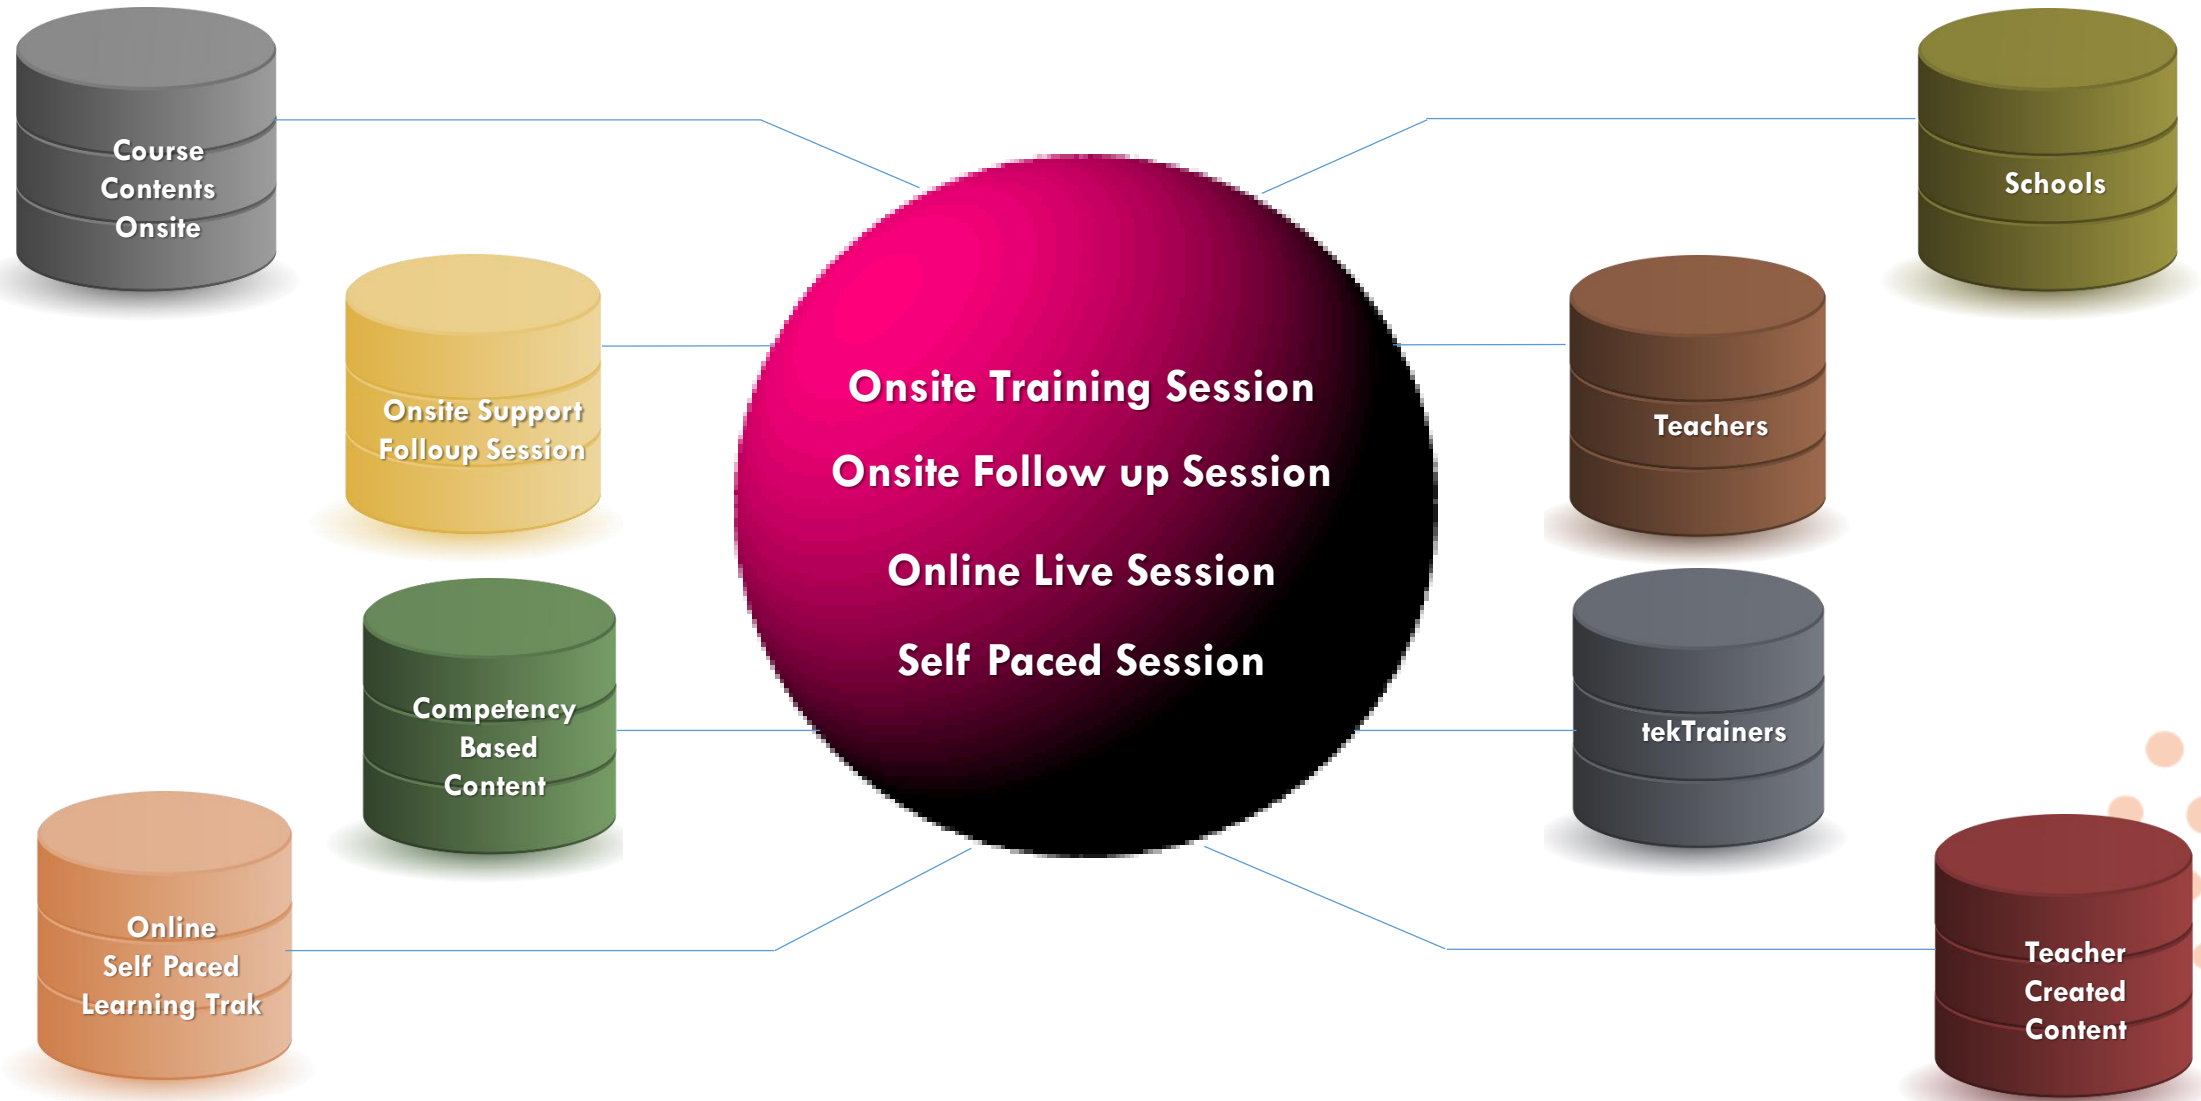 Course
Contents
Onsite
Onsite Support
Folloup Session
Competency
Based
Content
Online
Self Paced
Learning Trak
Onsite Training Session
Onsite Follow up Session
Online Live Session
Self Paced Session
Schools
Teachers
tekTrainers
Teacher
Created
Content